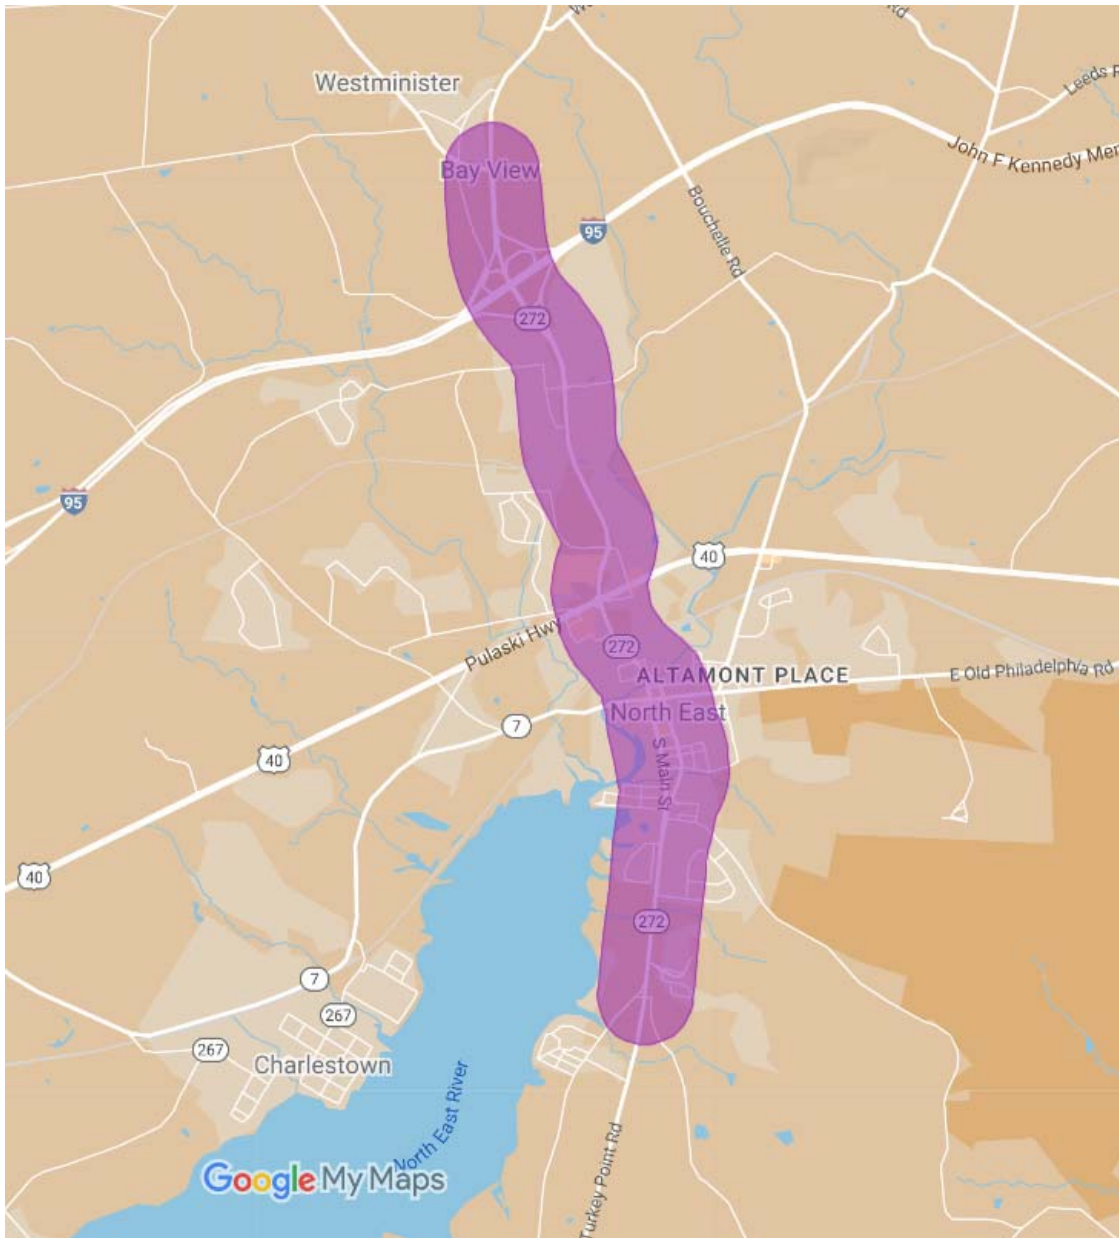 Rd
Westminister
Leeds R
John F Kennedy Mer
Bay View
Bouchelle Rd
95
272
95
40
Pulaski Hwy
272
ALTAMONT PLACE
E Old Philadelphia Rd
North East
7
S Main St
40
40
272
7
267
267
Charlestown
North East River
Turkey Point Rd
Google My Maps